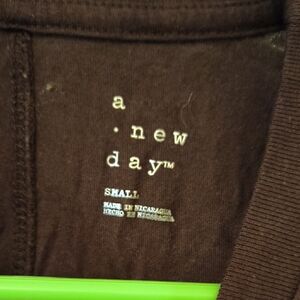 a
· new
day™
SMALL
MADE IN NICARAGUA
HECHO EN NICARAGUA